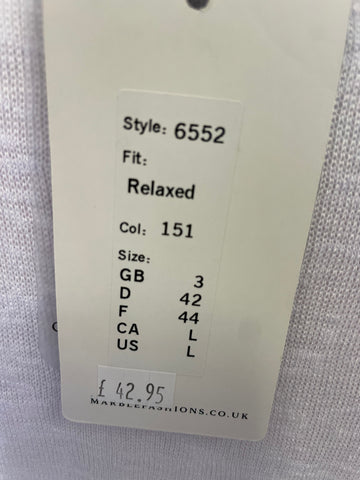 Style: 6552
Fit:
Relaxed
Col: 151
Size:
GB 3
D 42
F 44
CA L
US L
£ 42.95
MARBLEFASHIONS.CO.UK